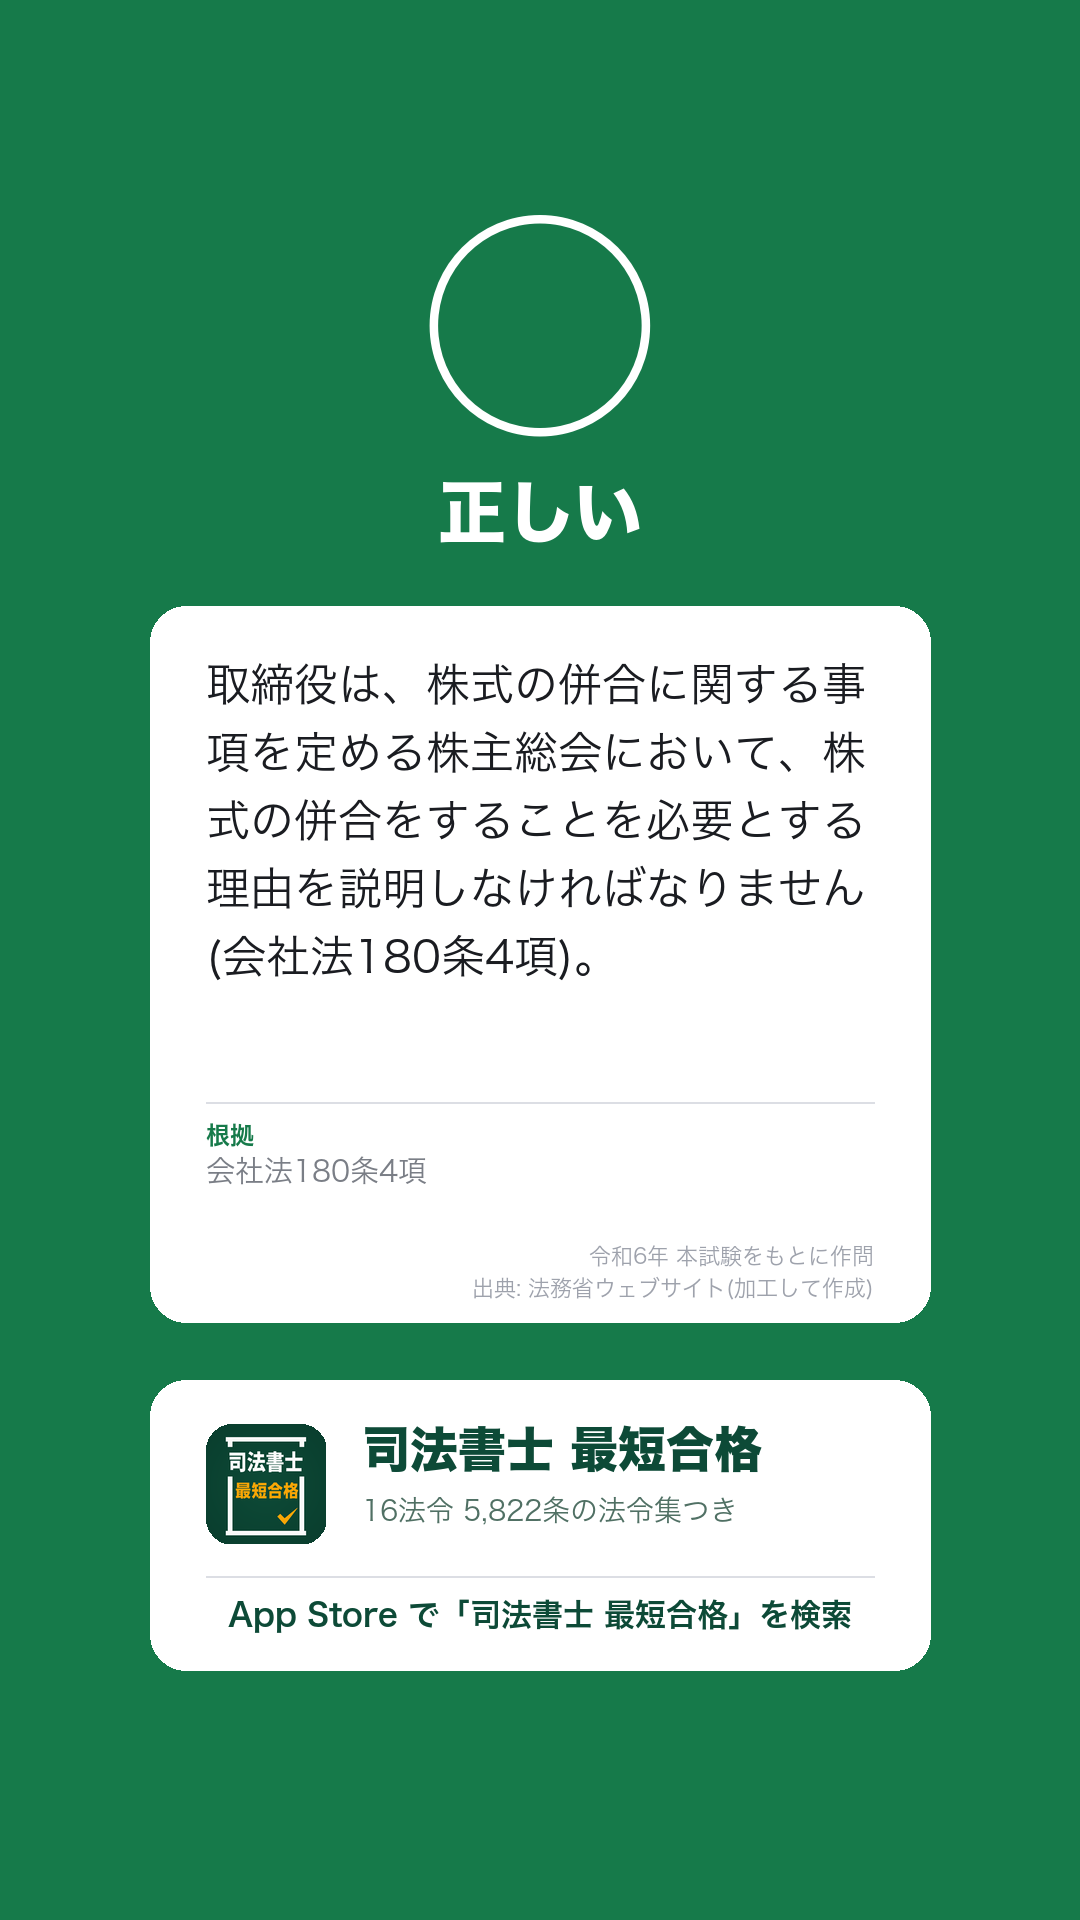 正しい
取締役は、株式の併合に関する事
項を定める株主総会において、株
式の併合をすることを必要とする
理由を説明しなければなりません
(会社法180条4項)。
根拠
会社法180条4項
令和6年 本試験をもとに作問
出典: 法務省ウェブサイト(加工して作成)
司法書士
最短合格
司法書士 最短合格
16法令 5,822条の法令集つき
App Store で「司法書士 最短合格」を検索